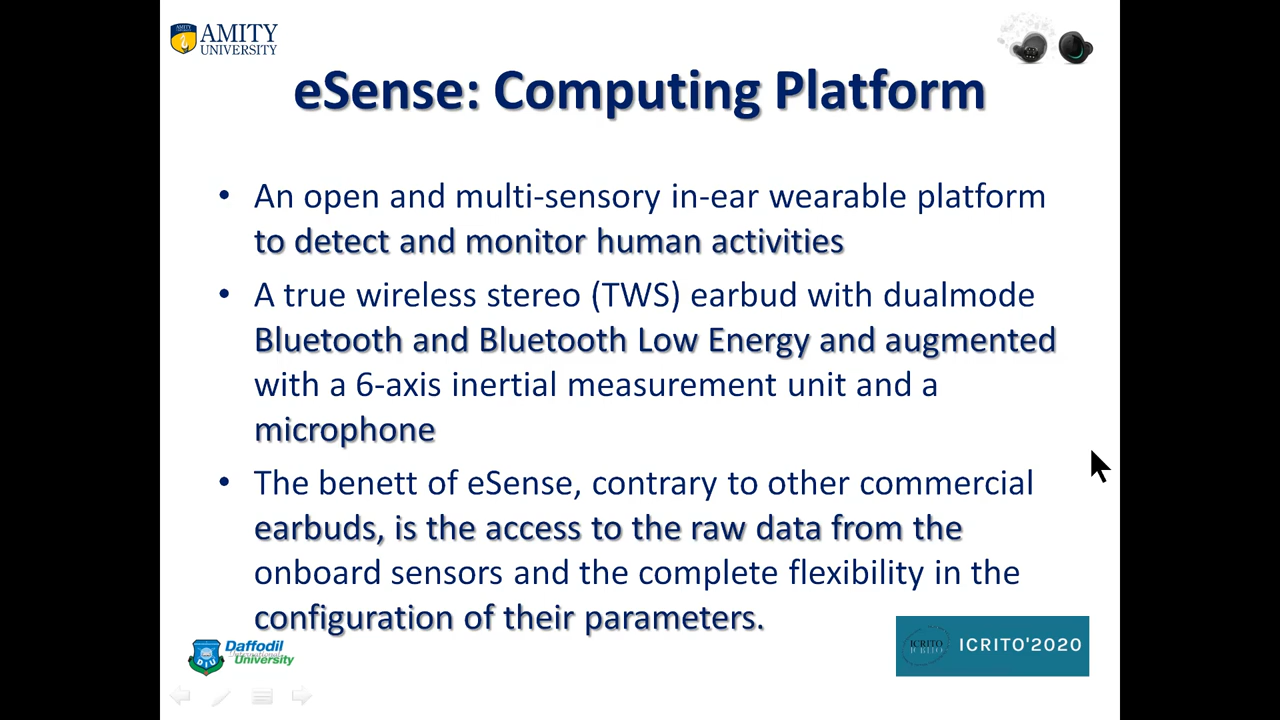 AMITY
UNIVERSITY
eSense: Computing Platform
• An open and multi-sensory in-ear wearable platform
to detect and monitor human activities
• A true wireless stereo (TWS) earbud with dualmode
Bluetooth and Bluetooth Low Energy and augmented
with a 6-axis inertial measurement unit and a
microphone
• The benett of eSense, contrary to other commercial
earbuds, is the access to the raw data from the
onboard sensors and the complete flexibility in the
configuration of their parameters.
DIU
Daffodil
International
University
ICRITO
ICRITO'2020